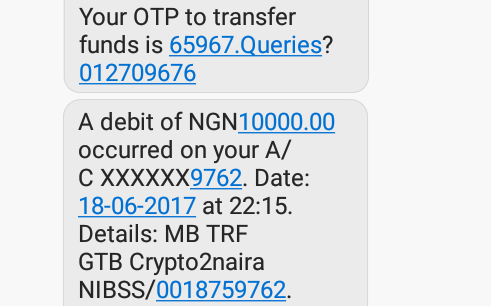 Your OTP to transfer
funds is 65967.Queries?
012709676
A debit of NGN10000.00
occurred on your A/
C XXXXXX9762. Date:
18-06-2017 at 22:15.
Details: MB TRF
GTB Crypto2naira
NIBSS/0018759762.